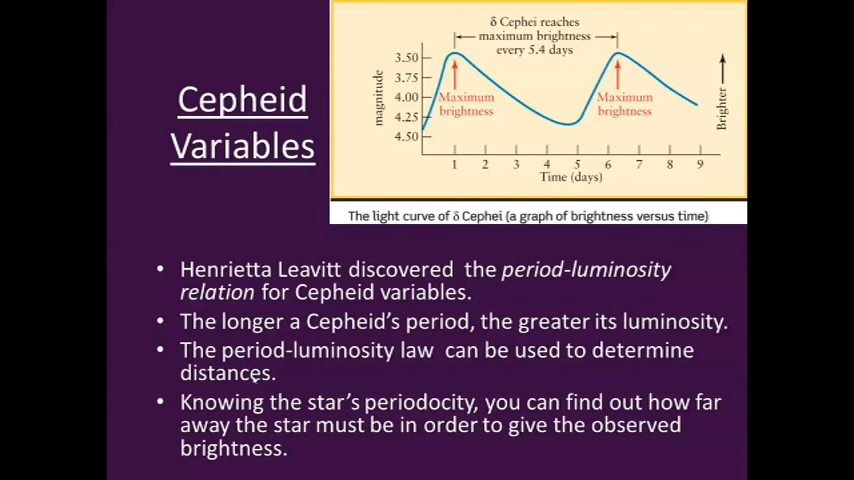 Cepheid
Variables
δ Cephei reaches
maximum brightness
every 5.4 days
3.50
3.75
4.00
4.25
4.50
magnitude
Maximum
brightness
Maximum
brightness
Brighter
1 2 3 4 5 6 7 8 9
Time (days)
The light curve of δ Cephei (a graph of brightness versus time)
• Henrietta Leavitt discovered the period-luminosity
relation for Cepheid variables.
• The longer a Cepheid's period, the greater its luminosity.
• The period-luminosity law can be used to determine
distances.
• Knowing the star's periodocity, you can find out how far
away the star must be in order to give the observed
brightness.